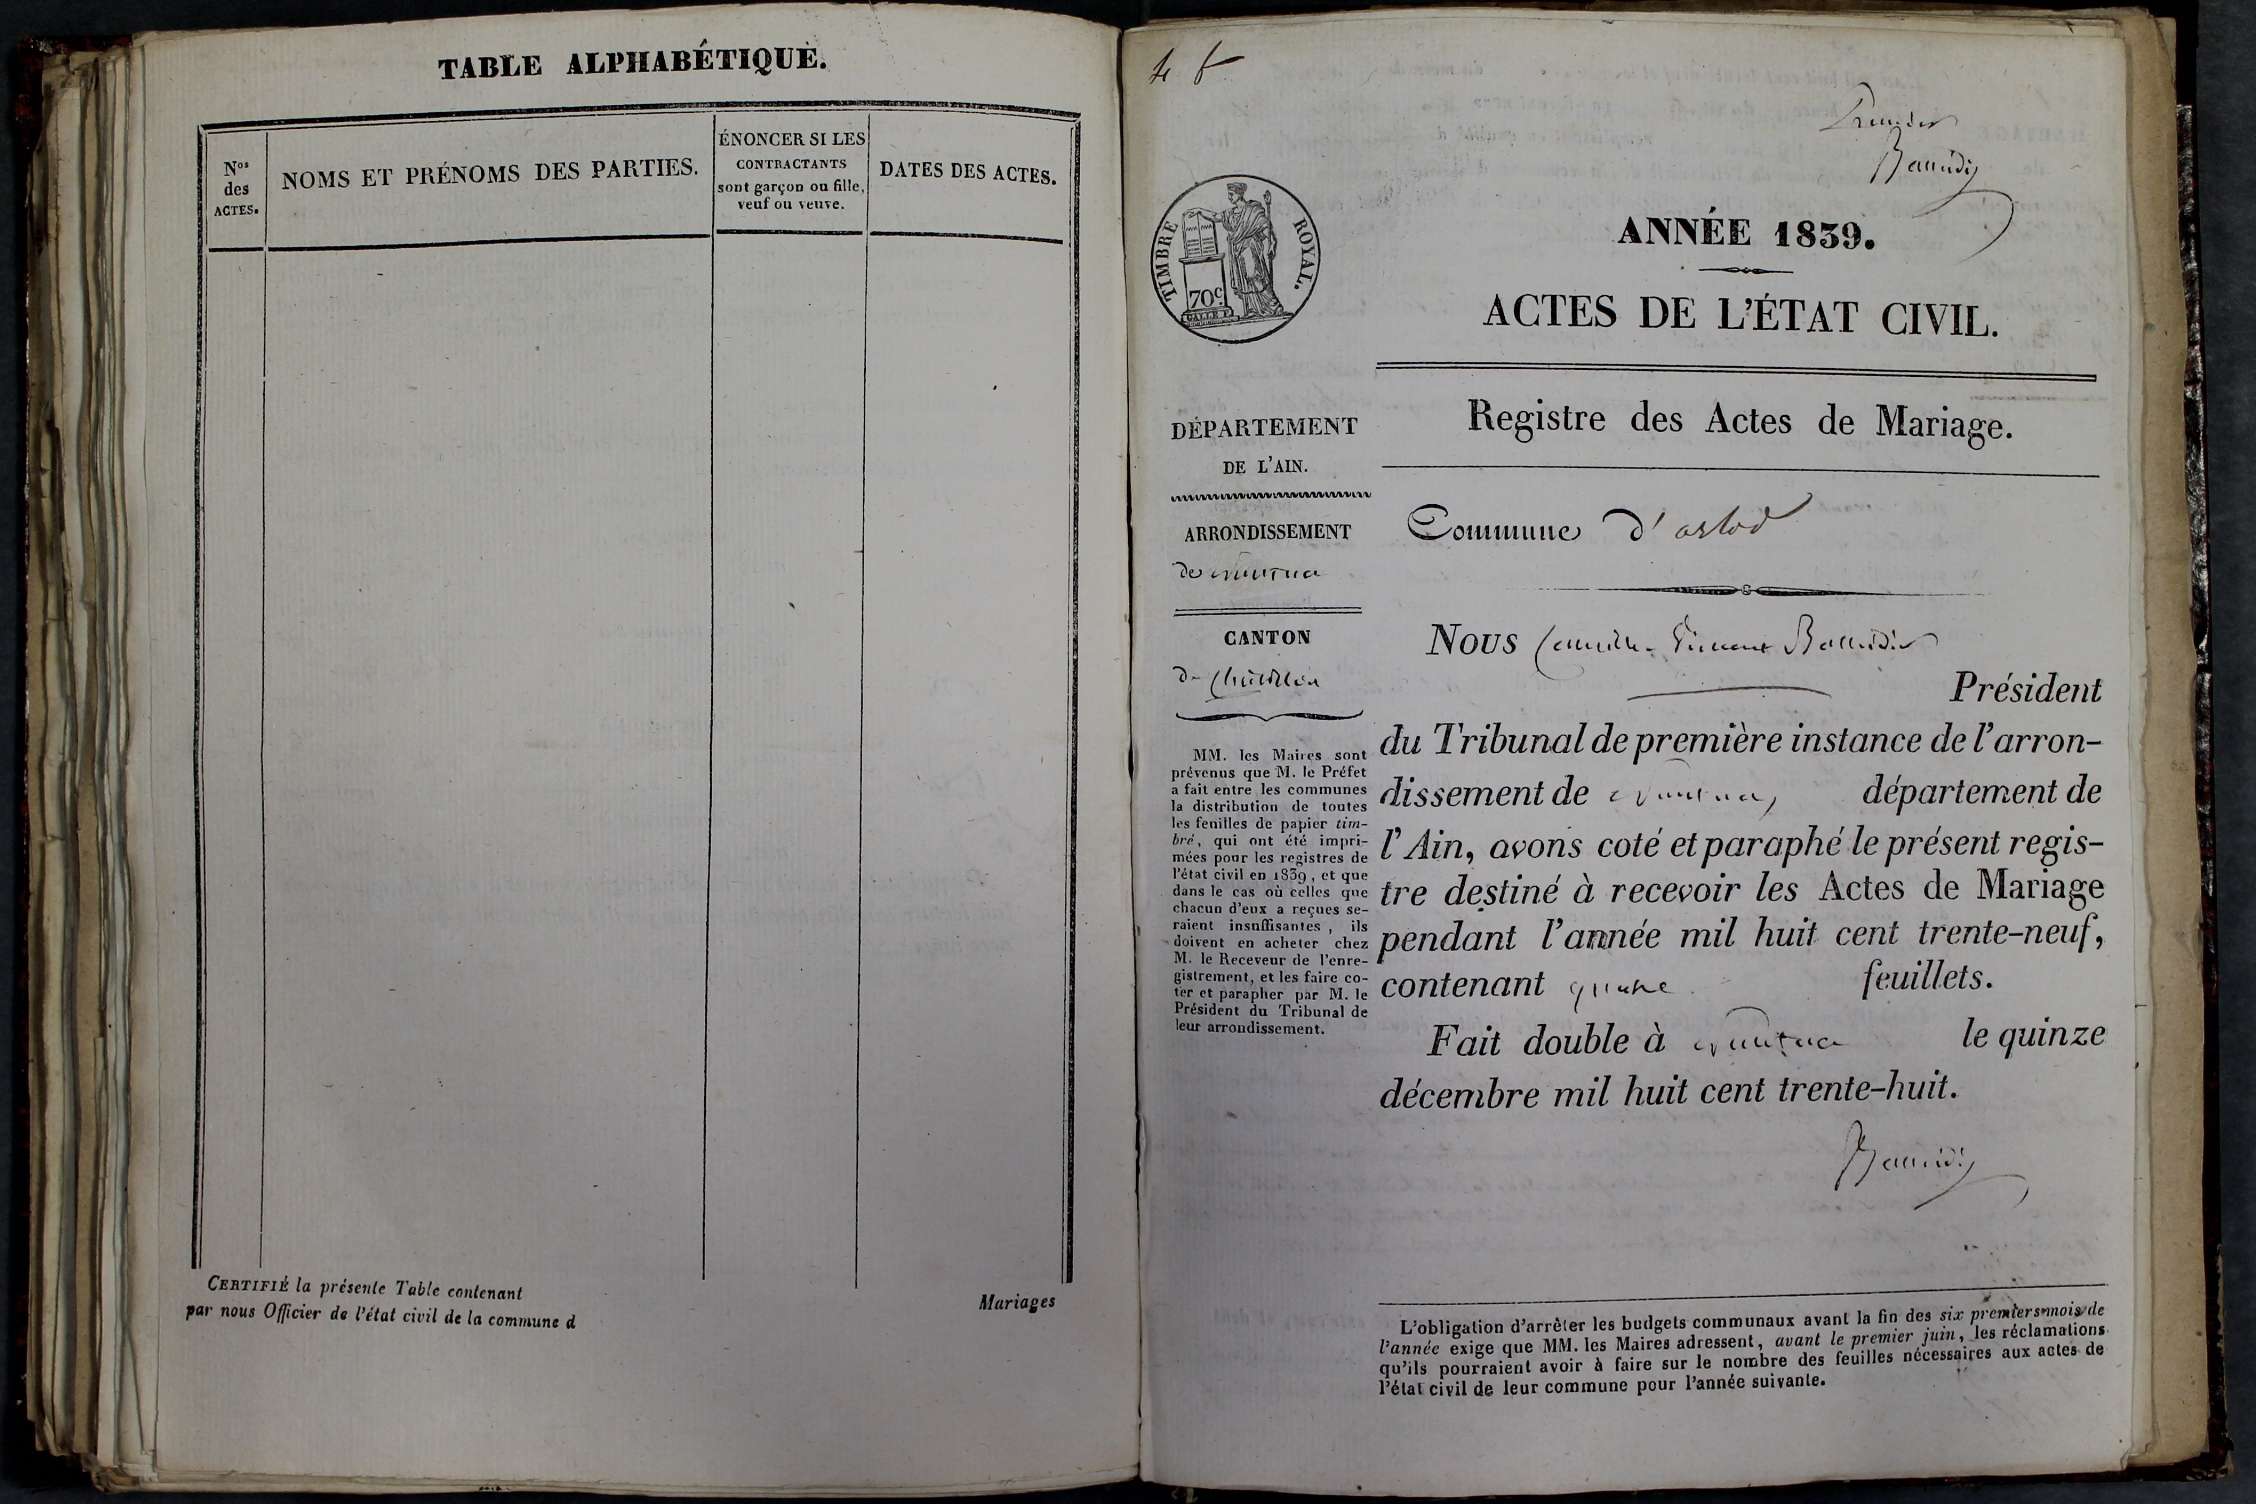 TABLE ALPHABÉTIQUE.
Nos
des
ACTES.
NOMS ET PRÉNOMS DES PARTIES.
ÉNONCER SI LES
CONTRACTANTS
sont garçon ou fille,
veuf ou veuve.
DATES DES ACTES.
CERTIFIÉ la présente Table contenant
Mariages
par nous Officier de l'état civil de la commune d
4 f
Premier
TIMBRE ROYAL.
70c
ANNÉE 1839.
ACTES DE L'ÉTAT CIVIL.
DÉPARTEMENT
DE L'AIN.
ARRONDISSEMENT
de nantua
CANTON
de Châtillon
MM. les Maires sont
prévenus que M. le Préfet
a fait entre les communes
la distribution de toutes
les feuilles de papier tim-
bré, qui ont été impri-
mées pour les registres de
l'état civil en 1839, et que
dans le cas où celles que
chacun d'eux a reçues se-
raient insuffisantes, ils
doivent en acheter chez
M. le Receveur de l'enre-
gistrement, et les faire co-
ter et parapher par M. le
Président du Tribunal de
leur arrondissement.
Registre des Actes de Mariage.
Commune d'arlod
Nous Camille Vincent
Président
du Tribunal de première instance de l'arron-
dissement de nantua, département de
l'Ain, avons coté et paraphé le présent regis-
tre destiné à recevoir les Actes de Mariage
pendant l'année mil huit cent trente-neuf,
contenant quatre feuillets.
Fait double à nantua le quinze
décembre mil huit cent trente-huit.
L'obligation d'arrêter les budgets communaux avant la fin des six premiers mois de
l'année exige que MM. les Maires adressent, avant le premier juin, les réclamations
qu'ils pourraient avoir à faire sur le nombre des feuilles nécessaires aux actes de
l'état civil de leur commune pour l'année suivante.